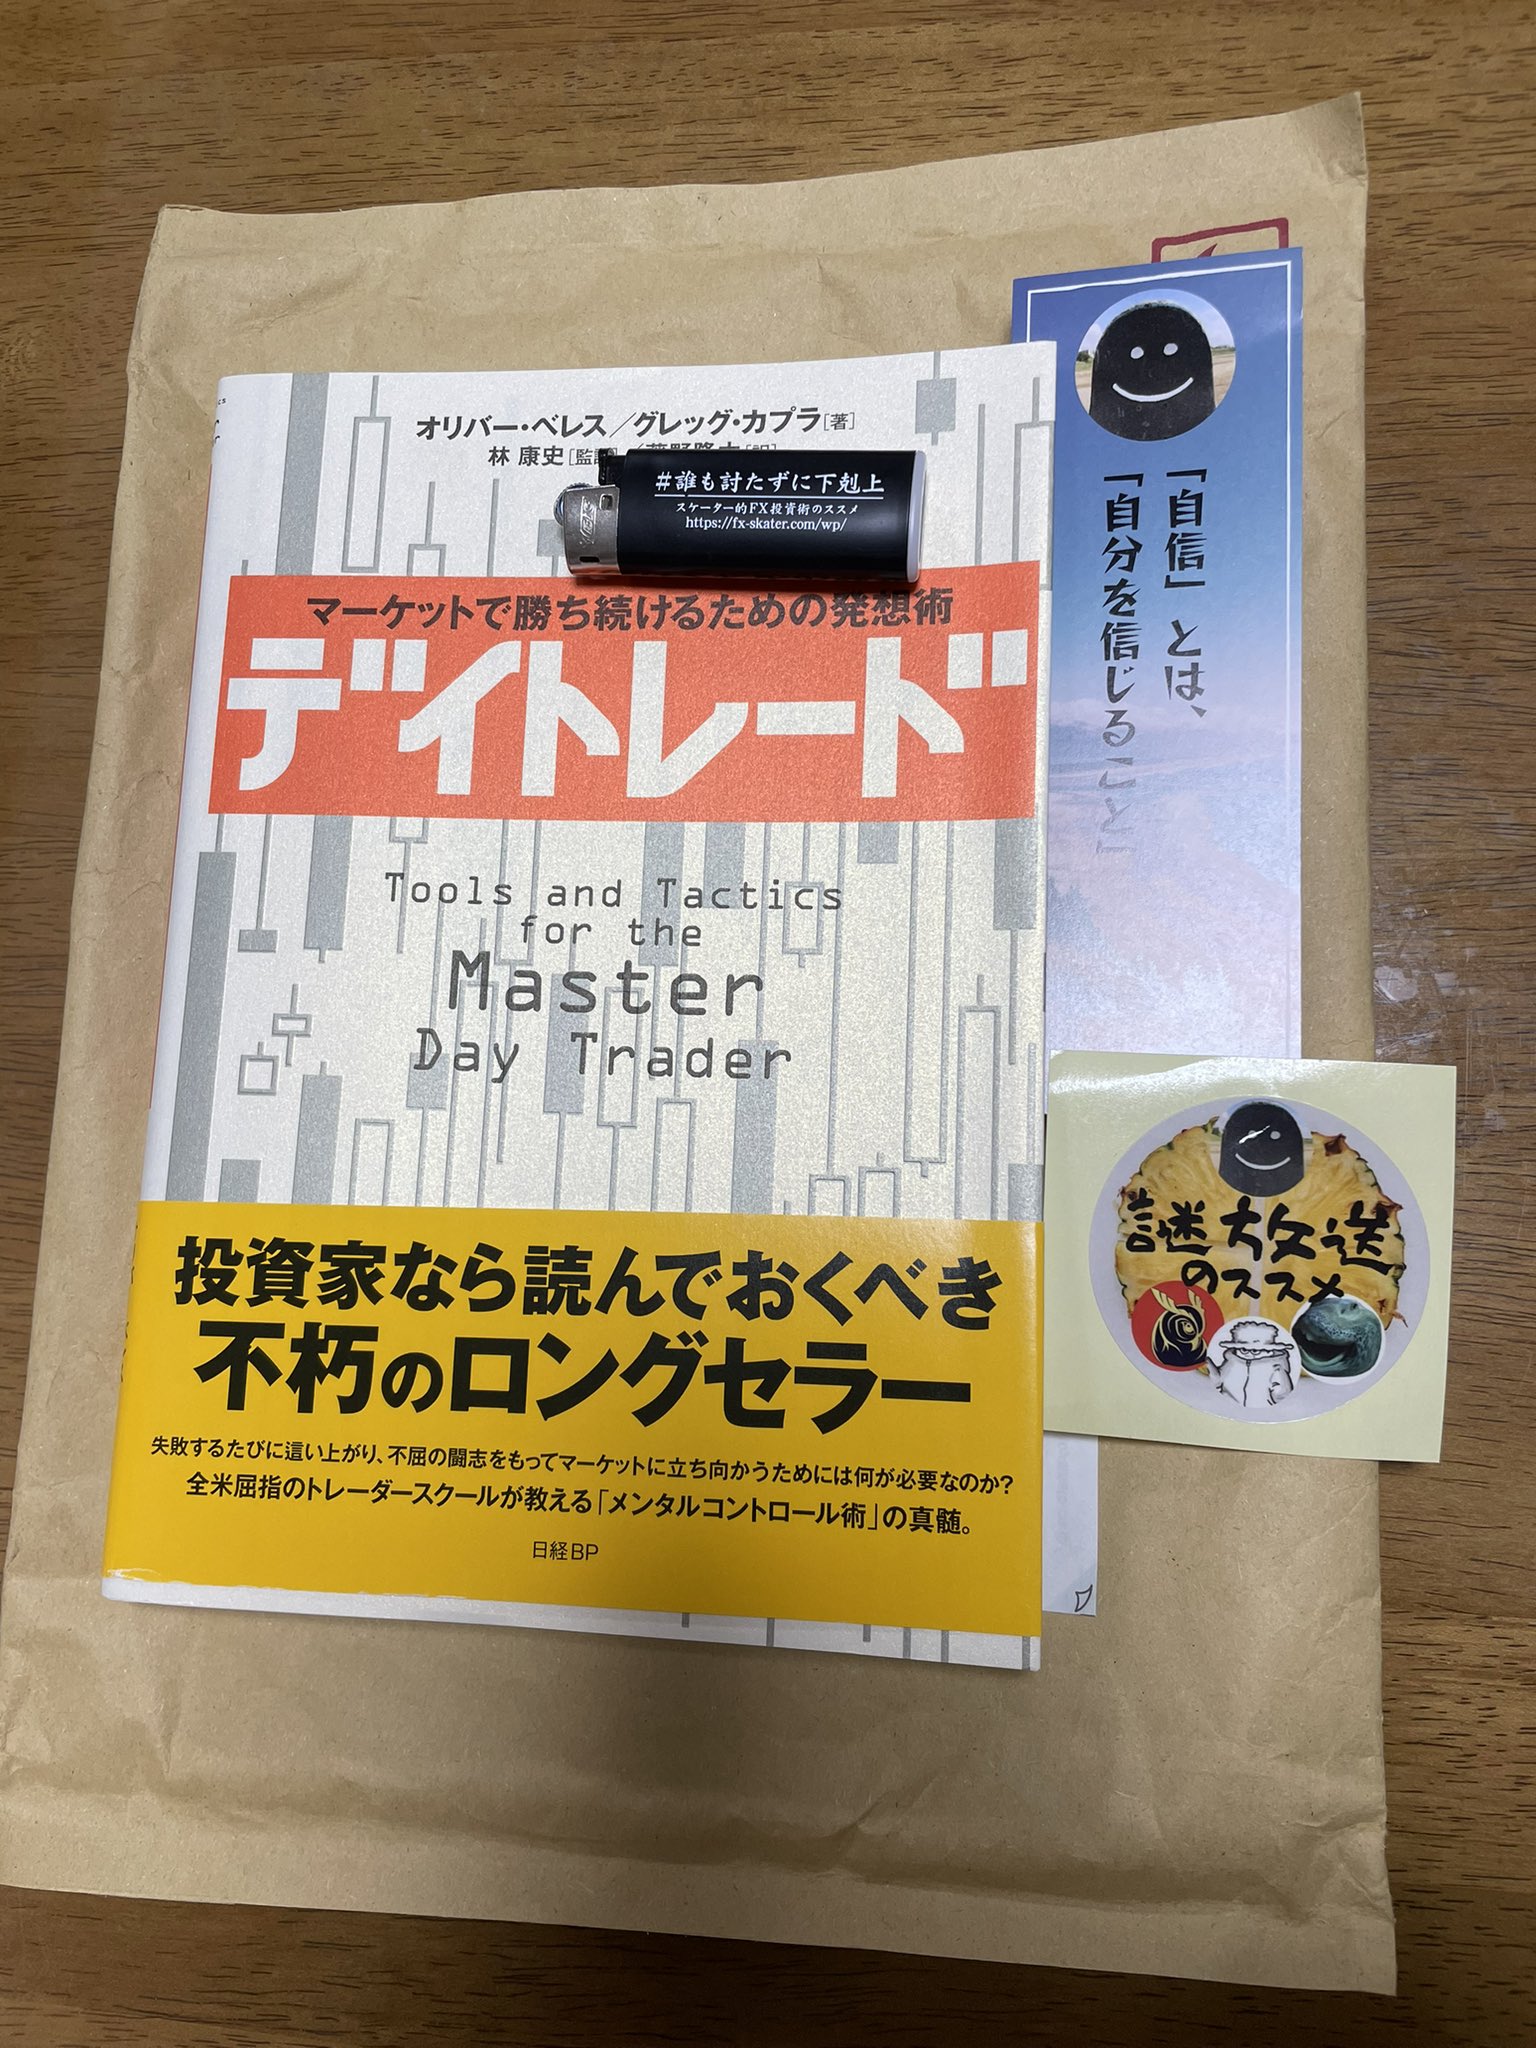 オリバー・ベレス／グレッグ・カプラ[著]
林 康史[監訳]
#誰も討たずに下剋上
スケーター的FX投資術のススメ
https://fx-skater.com/wp/
マーケットで勝ち続けるための発想術
デイトレード
Tools and Tactics
for the
Master
Day Trader
投資家なら読んでおくべき
不朽のロングセラー
失敗するたびに這い上がり、不屈の闘志をもってマーケットに立ち向かうためには何が必要なのか?
全米屈指のトレーダースクールが教える「メンタルコントロール術」の真髄。
日経BP
「自信」とは、
「自分を信じること」
謎放送
のススメ